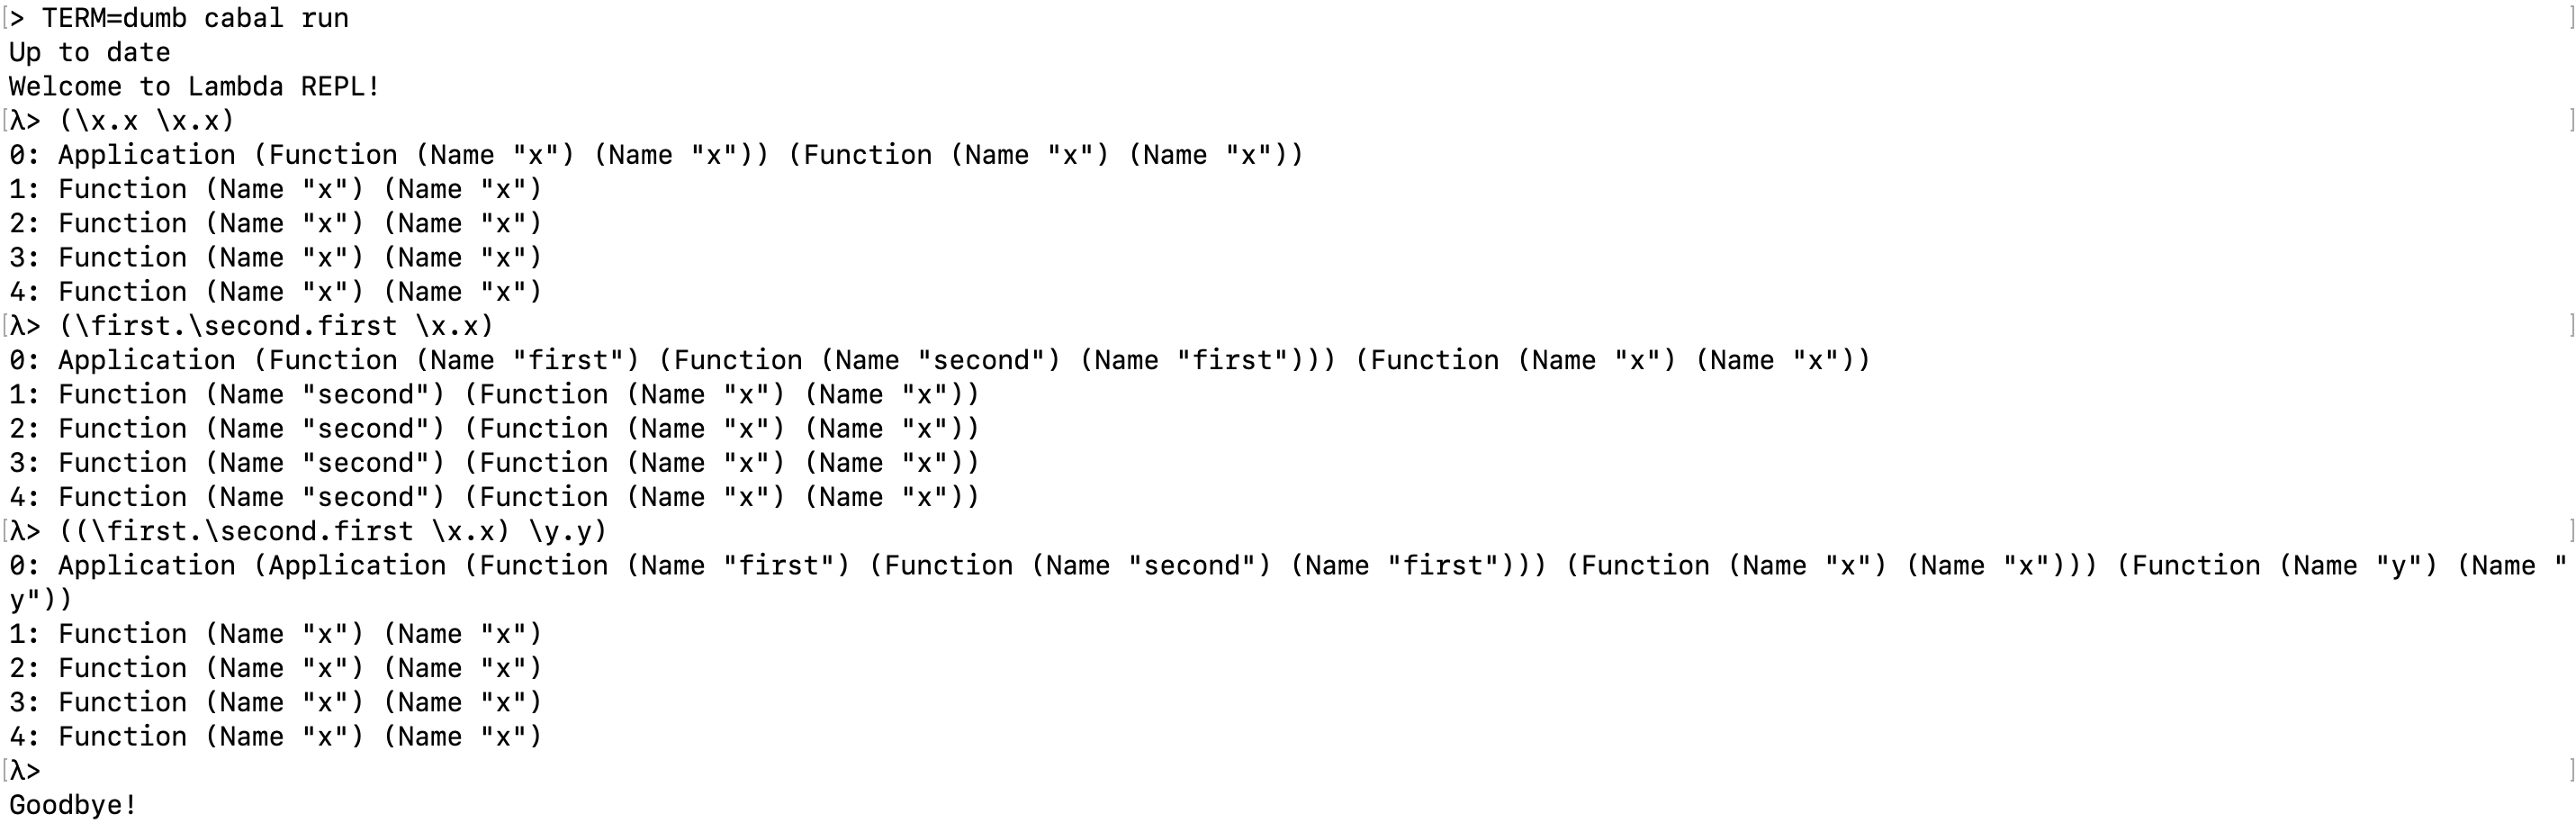 [> TERM=dumb cabal run ]
Up to date
Welcome to Lambda REPL!
[λ> (\x.x \x.x) ]
0: Application (Function (Name "x") (Name "x")) (Function (Name "x") (Name "x"))
1: Function (Name "x") (Name "x")
2: Function (Name "x") (Name "x")
3: Function (Name "x") (Name "x")
4: Function (Name "x") (Name "x")
[λ> (\first.\second.first \x.x) ]
0: Application (Function (Name "first") (Function (Name "second") (Name "first"))) (Function (Name "x") (Name "x"))
1: Function (Name "second") (Function (Name "x") (Name "x"))
2: Function (Name "second") (Function (Name "x") (Name "x"))
3: Function (Name "second") (Function (Name "x") (Name "x"))
4: Function (Name "second") (Function (Name "x") (Name "x"))
[λ> ((\first.\second.first \x.x) \y.y) ]
0: Application (Application (Function (Name "first") (Function (Name "second") (Name "first"))) (Function (Name "x") (Name "x"))) (Function (Name "y") (Name "
y"))
1: Function (Name "x") (Name "x")
2: Function (Name "x") (Name "x")
3: Function (Name "x") (Name "x")
4: Function (Name "x") (Name "x")
[λ> ]
Goodbye!